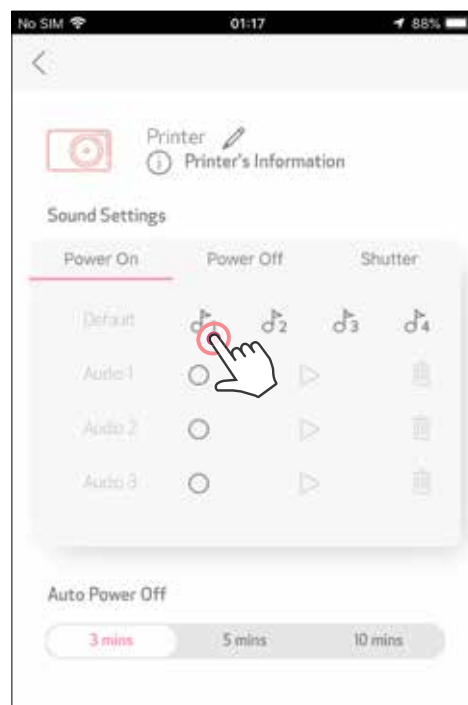 No SIM 01:17 88%
Printer
Printer's Information
Sound Settings
Power On Power Off Shutter
Default 1 2 3 4
Audio 1
Audio 2
Audio 3
Auto Power Off
3 mins 5 mins 10 mins